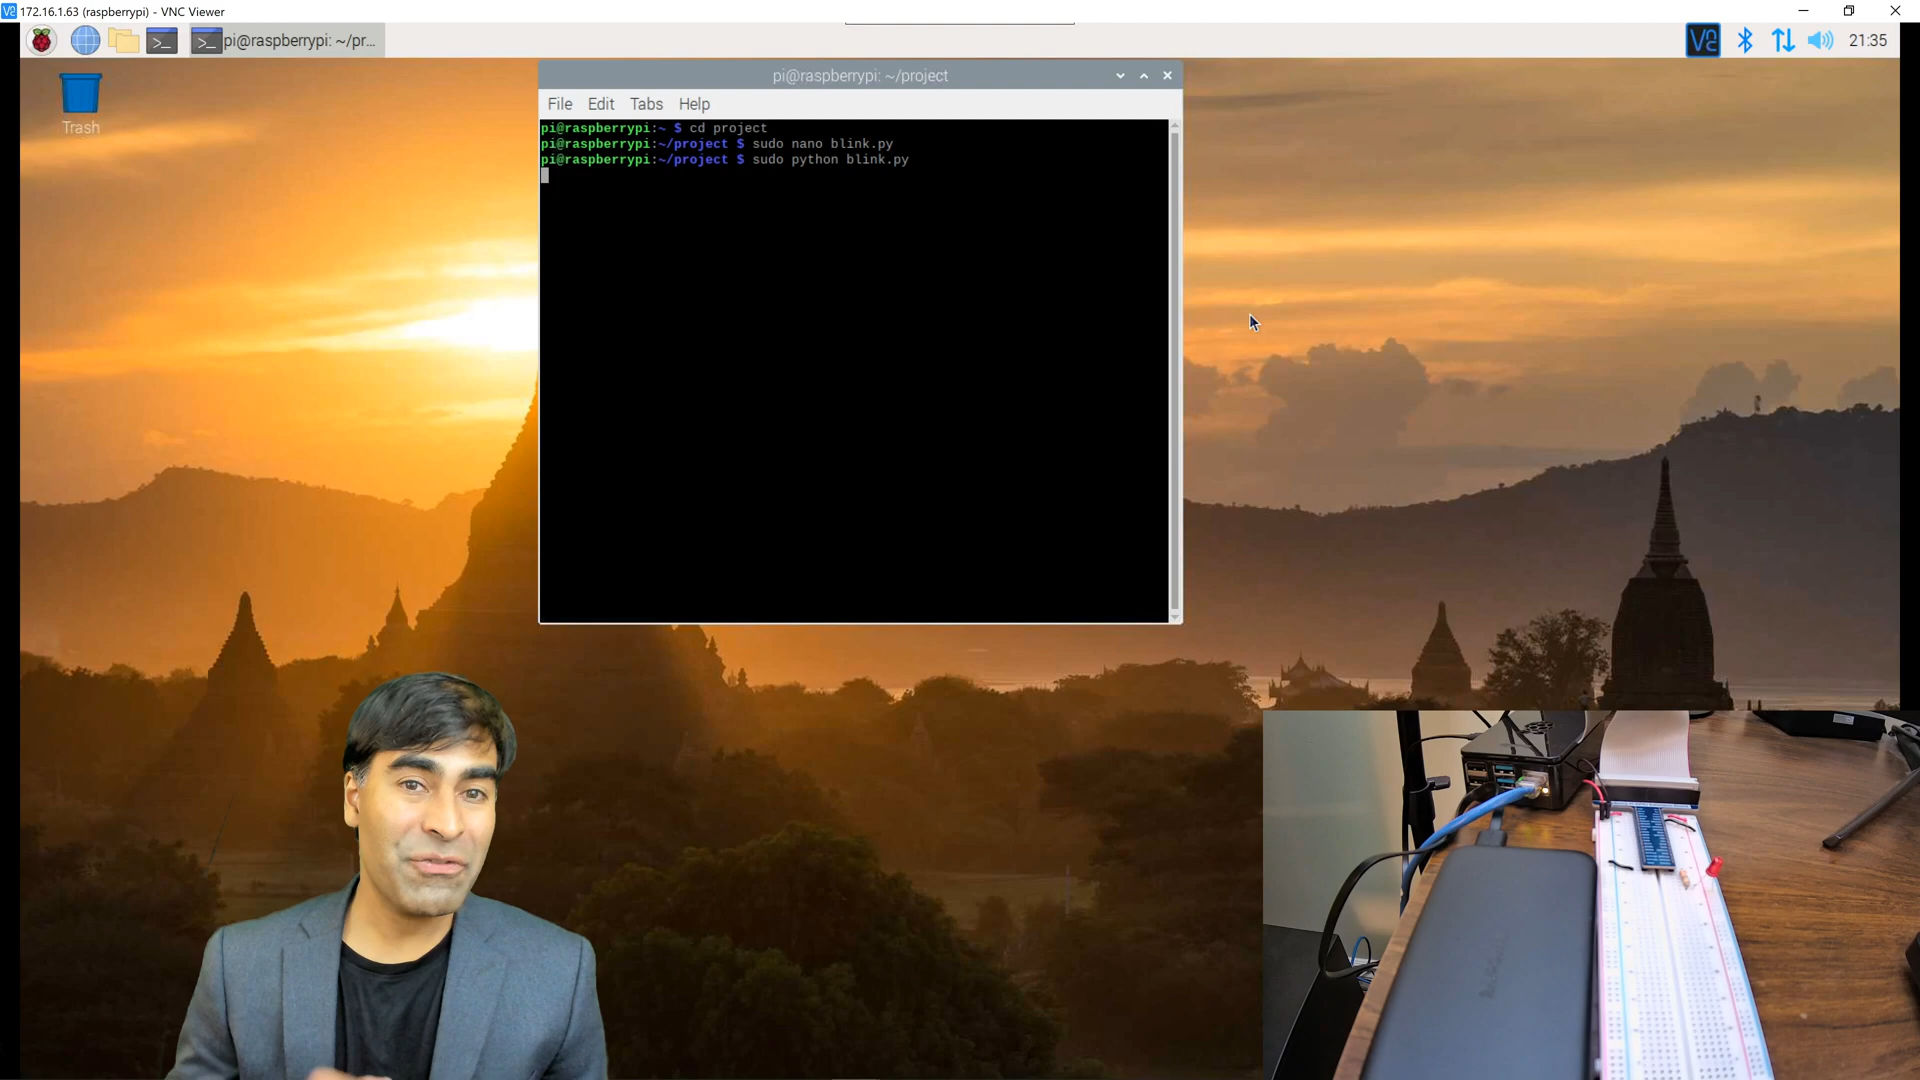 172.16.1.63 (raspberrypi) - VNC Viewer
pi@raspberrypi: ~/pr...
21:35
Trash
pi@raspberrypi: ~/project
File Edit Tabs Help
pi@raspberrypi:~ $ cd project
pi@raspberrypi:~/project $ sudo nano blink.py
pi@raspberrypi:~/project $ sudo python blink.py